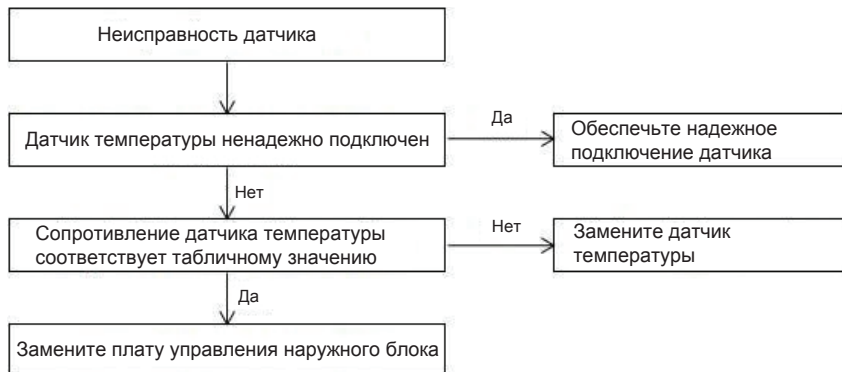 Неисправность датчика
Датчик температуры ненадежно подключен
Да
Обеспечьте надежное
подключение датчика
Нет
Сопротивление датчика температуры
соответствует табличному значению
Нет
Замените датчик
температуры
Да
Замените плату управления наружного блока